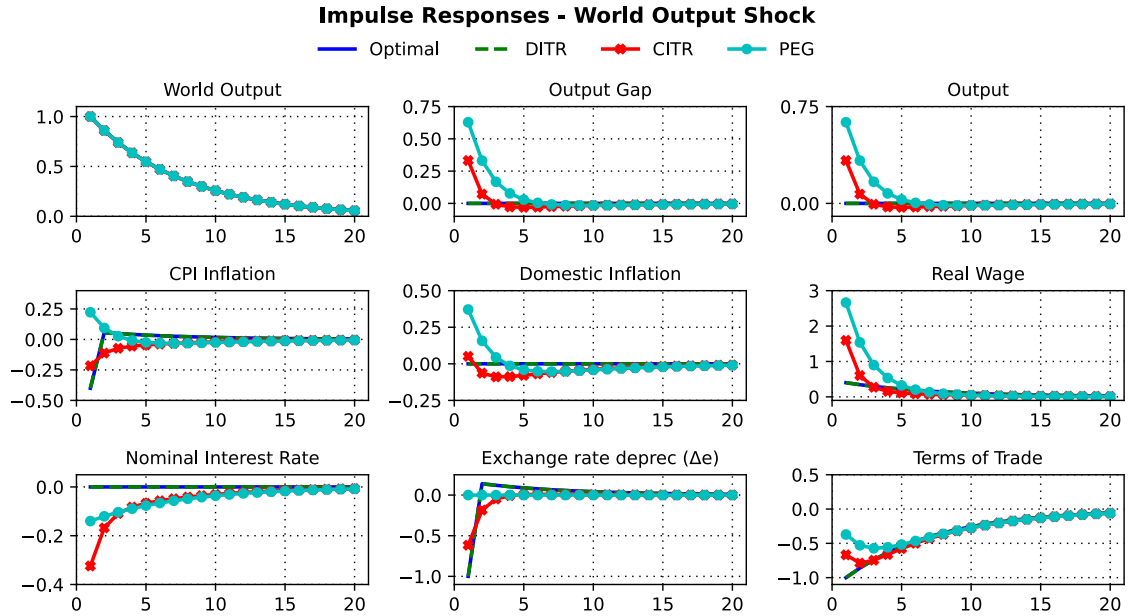 Impulse Responses - World Output Shock
Optimal DITR CITR PEG
World Output Output Gap Output
1.0 0.5 0.0
0 5 10 15 20
0.75 0.50 0.25 0.00
0 5 10 15 20
0.75 0.00
0 5 10 15 20
CPI Inflation Domestic Inflation Real Wage
0.25 0.00 −0.25 −0.50
0 5 10 15 20
0.50 0.25 0.00 −0.25
0 5 10 15 20
3 2 1 0
0 5 10 15 20
Nominal Interest Rate Exchange rate deprec (Δe) Terms of Trade
0.0 −0.2 −0.4
0 5 10 15 20
0.0 −0.5 −1.0
0 5 10 15 20
0.5 0.0 −0.5 −1.0
0 5 10 15 20